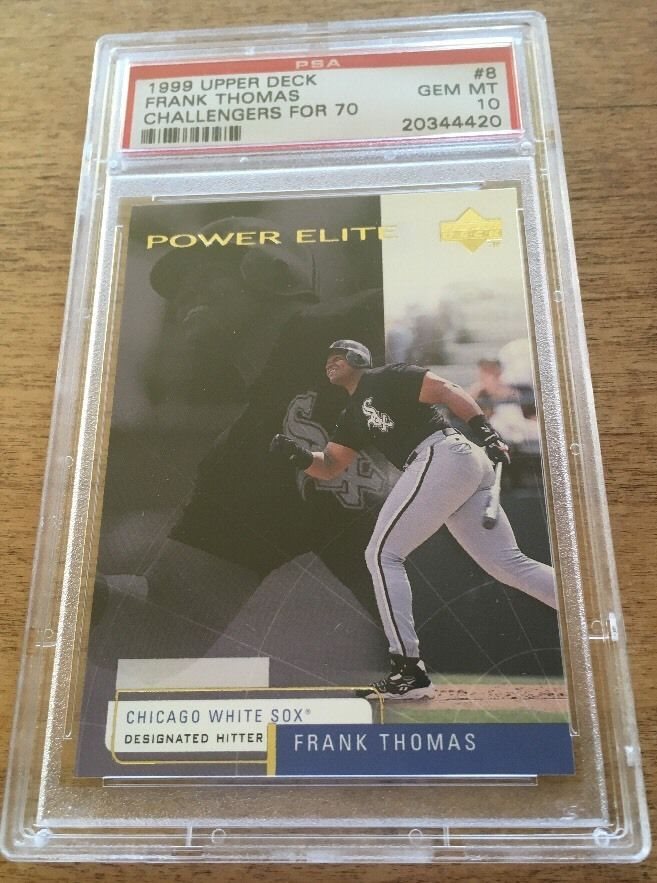 PSA
1999 UPPER DECK #8
FRANK THOMAS GEM MT
CHALLENGERS FOR 70 10
20344420
POWER ELITE
SOX
CHICAGO WHITE SOX®
DESIGNATED HITTER
FRANK THOMAS